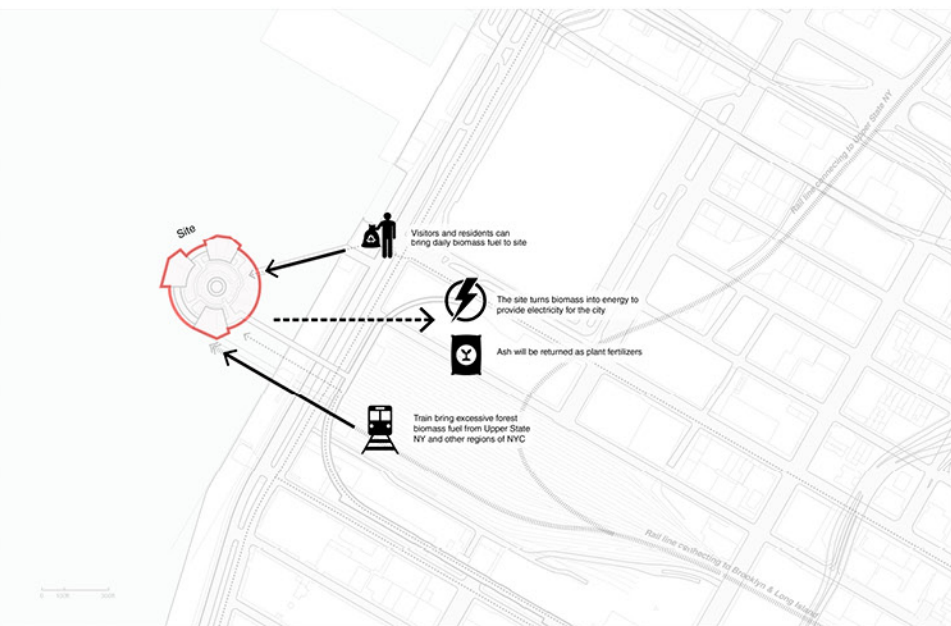 Rail line connecting to Upper State NY
Site
Visitors and residents can
bring daily biomass fuel to site
The site turns biomass into energy to
provide electricity for the city
Ash will be returned as plant fertilizers
Train bring excessive forest
biomass fuel from Upper State
NY and other regions of NYC
Rail line connecting to Brooklyn & Long Island
0